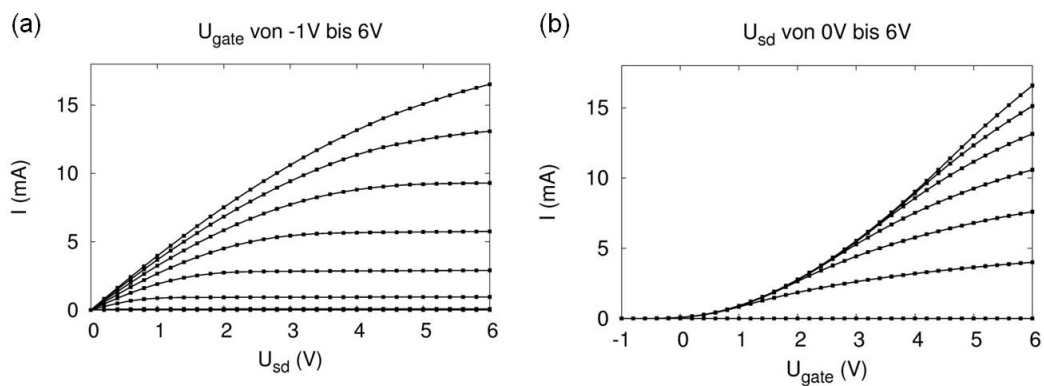 (a)
U_gate von -1V bis 6V
15
10
5
0
I (mA)
0 1 2 3 4 5 6
U_sd (V)
(b)
U_sd von 0V bis 6V
15
10
5
0
I (mA)
-1 0 1 2 3 4 5 6
U_gate (V)